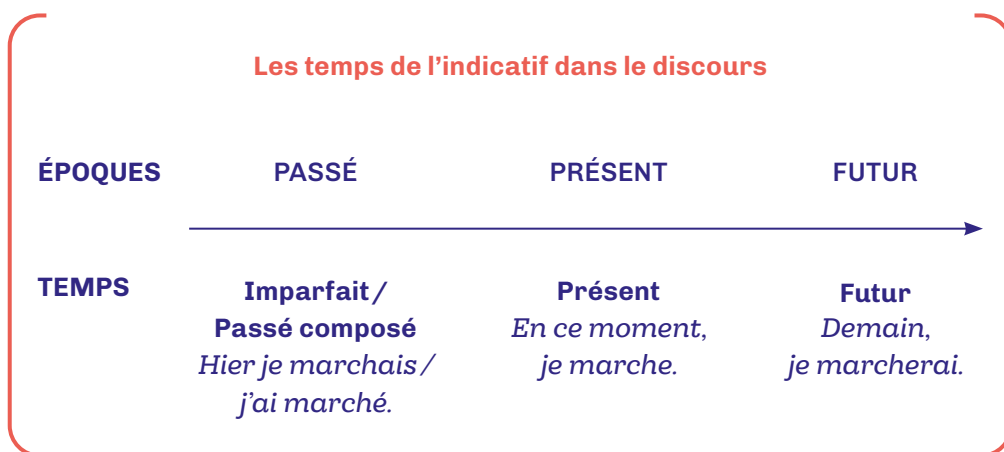 Les temps de l’indicatif dans le discours
ÉPOQUES PASSÉ PRÉSENT FUTUR
TEMPS
Imparfait /
Passé composé
Hier je marchais /
j’ai marché.
Présent
En ce moment,
je marche.
Futur
Demain,
je marcherai.